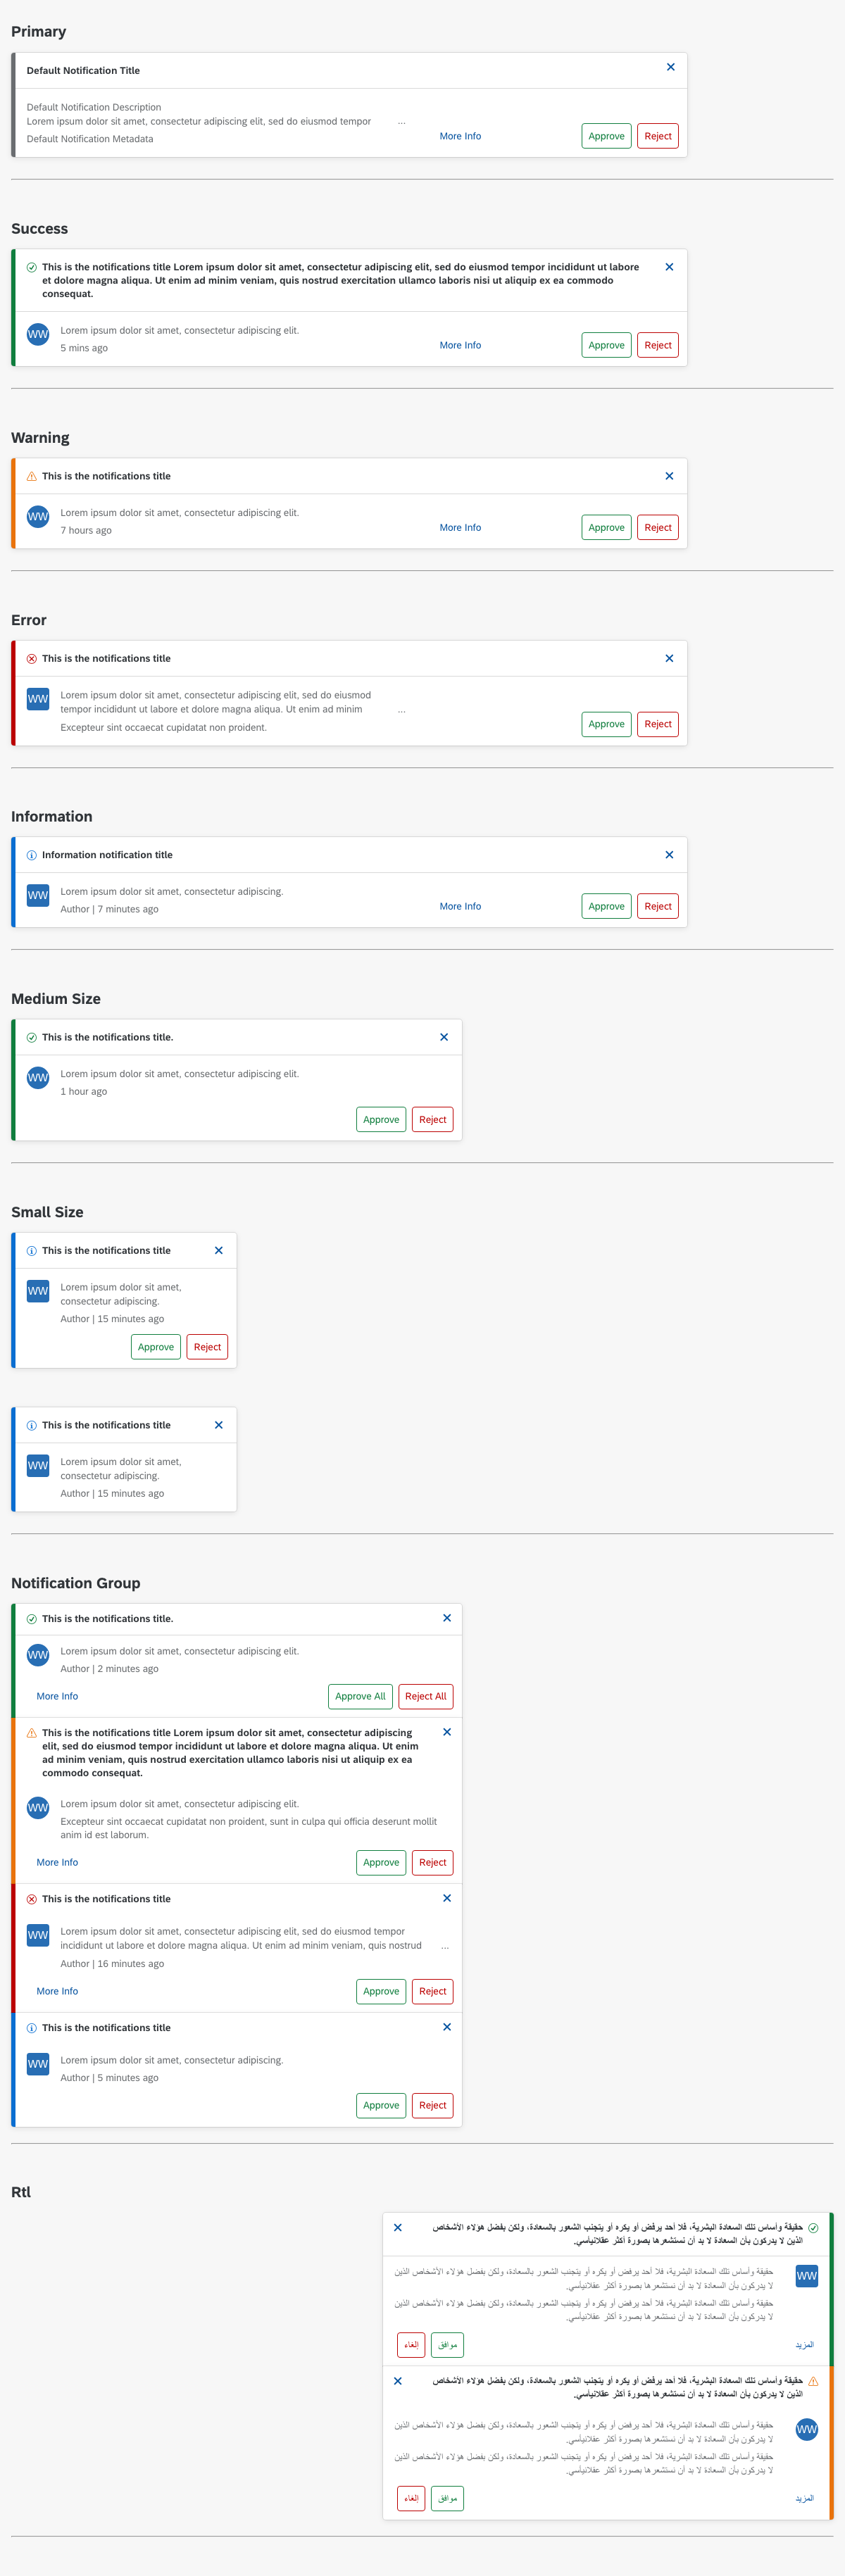 Primary
Default Notification Title
Default Notification Description
Lorem ipsum dolor sit amet, consectetur adipiscing elit, sed do eiusmod tempor ...
Default Notification Metadata
More Info
Approve
Reject
Success
This is the notifications title Lorem ipsum dolor sit amet, consectetur adipiscing elit, sed do eiusmod tempor incididunt ut labore
et dolore magna aliqua. Ut enim ad minim veniam, quis nostrud exercitation ullamco laboris nisi ut aliquip ex ea commodo
consequat.
WW
Lorem ipsum dolor sit amet, consectetur adipiscing elit.
5 mins ago
More Info
Approve
Reject
Warning
This is the notifications title
WW
Lorem ipsum dolor sit amet, consectetur adipiscing elit.
7 hours ago
More Info
Approve
Reject
Error
This is the notifications title
WW
Lorem ipsum dolor sit amet, consectetur adipiscing elit, sed do eiusmod
tempor incididunt ut labore et dolore magna aliqua. Ut enim ad minim ...
Excepteur sint occaecat cupidatat non proident.
Approve
Reject
Information
Information notification title
WW
Lorem ipsum dolor sit amet, consectetur adipiscing.
Author | 7 minutes ago
More Info
Approve
Reject
Medium Size
This is the notifications title.
WW
Lorem ipsum dolor sit amet, consectetur adipiscing elit.
1 hour ago
Approve
Reject
Small Size
This is the notifications title
WW
Lorem ipsum dolor sit amet,
consectetur adipiscing.
Author | 15 minutes ago
Approve
Reject
This is the notifications title
WW
Lorem ipsum dolor sit amet,
consectetur adipiscing.
Author | 15 minutes ago
Notification Group
This is the notifications title.
WW
Lorem ipsum dolor sit amet, consectetur adipiscing elit.
Author | 2 minutes ago
More Info
Approve All
Reject All
This is the notifications title Lorem ipsum dolor sit amet, consectetur adipiscing
elit, sed do eiusmod tempor incididunt ut labore et dolore magna aliqua. Ut enim
ad minim veniam, quis nostrud exercitation ullamco laboris nisi ut aliquip ex ea
commodo consequat.
WW
Lorem ipsum dolor sit amet, consectetur adipiscing elit.
Excepteur sint occaecat cupidatat non proident, sunt in culpa qui officia deserunt mollit
anim id est laborum.
More Info
Approve
Reject
This is the notifications title
WW
Lorem ipsum dolor sit amet, consectetur adipiscing elit, sed do eiusmod tempor
incididunt ut labore et dolore magna aliqua. Ut enim ad minim veniam, quis nostrud ...
Author | 16 minutes ago
More Info
Approve
Reject
This is the notifications title
WW
Lorem ipsum dolor sit amet, consectetur adipiscing.
Author | 5 minutes ago
Approve
Reject
Rtl
حقيقة وأساس تلك السعادة البشرية، فلا أحد يرفض أو يكره أو يتجنب الشعور بالسعادة، ولكن بفضل هؤلاء الأشخاص
الذين لا يدركون بأن السعادة لا بد أن نستشعرها بصورة أكثر عقلانيأسي.
WW
حقيقة وأساس تلك السعادة البشرية، فلا أحد يرفض أو يكره أو يتجنب الشعور بالسعادة، ولكن بفضل هؤلاء الأشخاص الذين
لا يدركون بأن السعادة لا بد أن نستشعرها بصورة أكثر عقلانيأسي.
حقيقة وأساس تلك السعادة البشرية، فلا أحد يرفض أو يكره أو يتجنب الشعور بالسعادة، ولكن بفضل هؤلاء الأشخاص الذين
لا يدركون بأن السعادة لا بد أن نستشعرها بصورة أكثر عقلانيأسي.
المزيد
موافق
إلغاء
حقيقة وأساس تلك السعادة البشرية، فلا أحد يرفض أو يكره أو يتجنب الشعور بالسعادة، ولكن بفضل هؤلاء الأشخاص
الذين لا يدركون بأن السعادة لا بد أن نستشعرها بصورة أكثر عقلانيأسي.
WW
حقيقة وأساس تلك السعادة البشرية، فلا أحد يرفض أو يكره أو يتجنب الشعور بالسعادة، ولكن بفضل هؤلاء الأشخاص الذين
لا يدركون بأن السعادة لا بد أن نستشعرها بصورة أكثر عقلانيأسي.
حقيقة وأساس تلك السعادة البشرية، فلا أحد يرفض أو يكره أو يتجنب الشعور بالسعادة، ولكن بفضل هؤلاء الأشخاص الذين
لا يدركون بأن السعادة لا بد أن نستشعرها بصورة أكثر عقلانيأسي.
المزيد
موافق
إلغاء